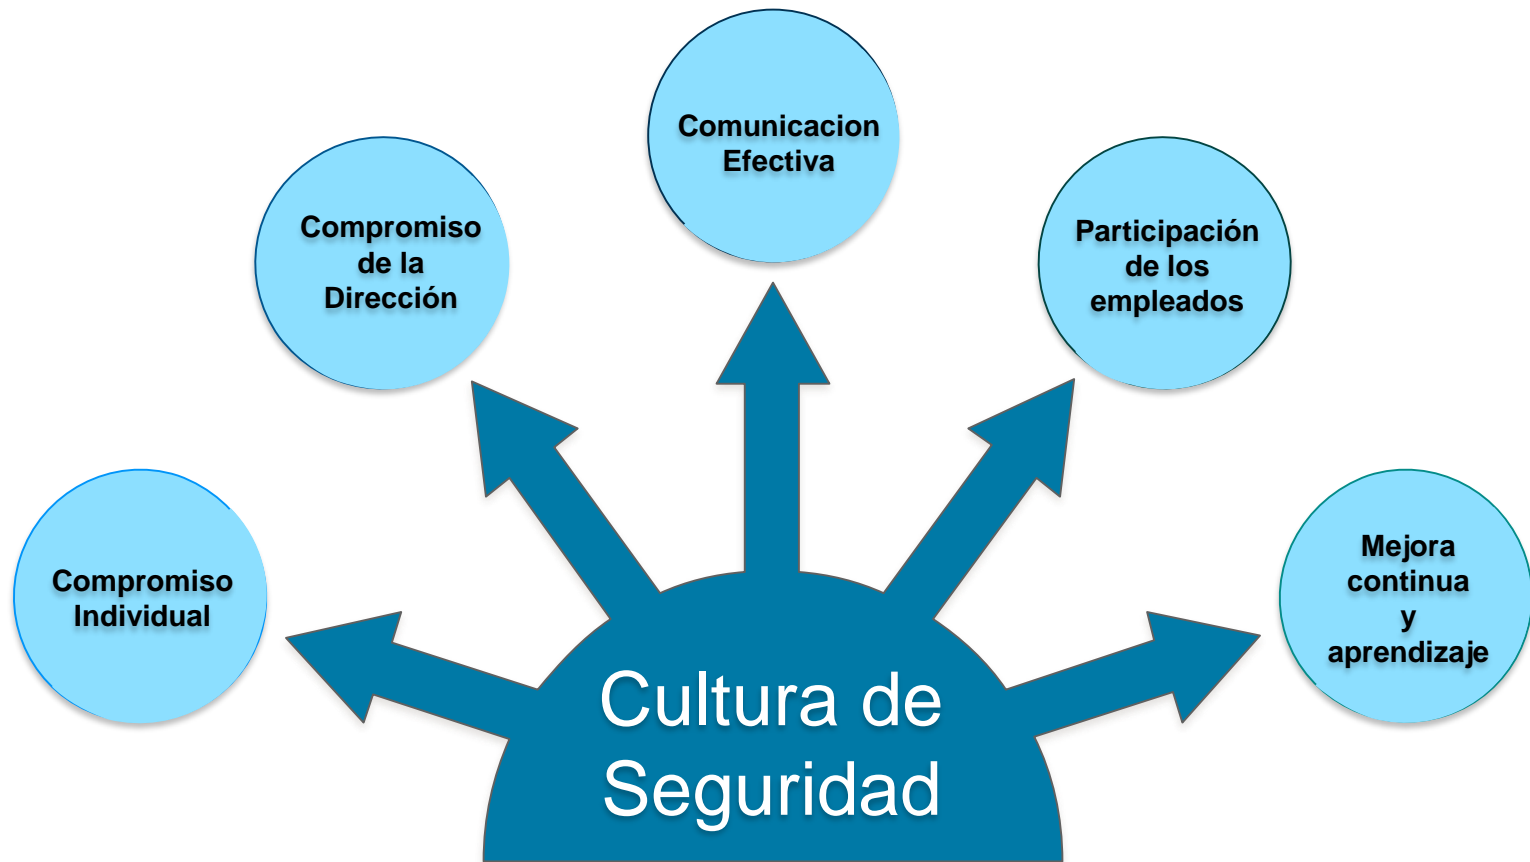 Comunicacion
Efectiva
Compromiso
de la
Dirección
Participación
de los
empleados
Compromiso
Individual
Mejora
continua
y
aprendizaje
Cultura de
Seguridad